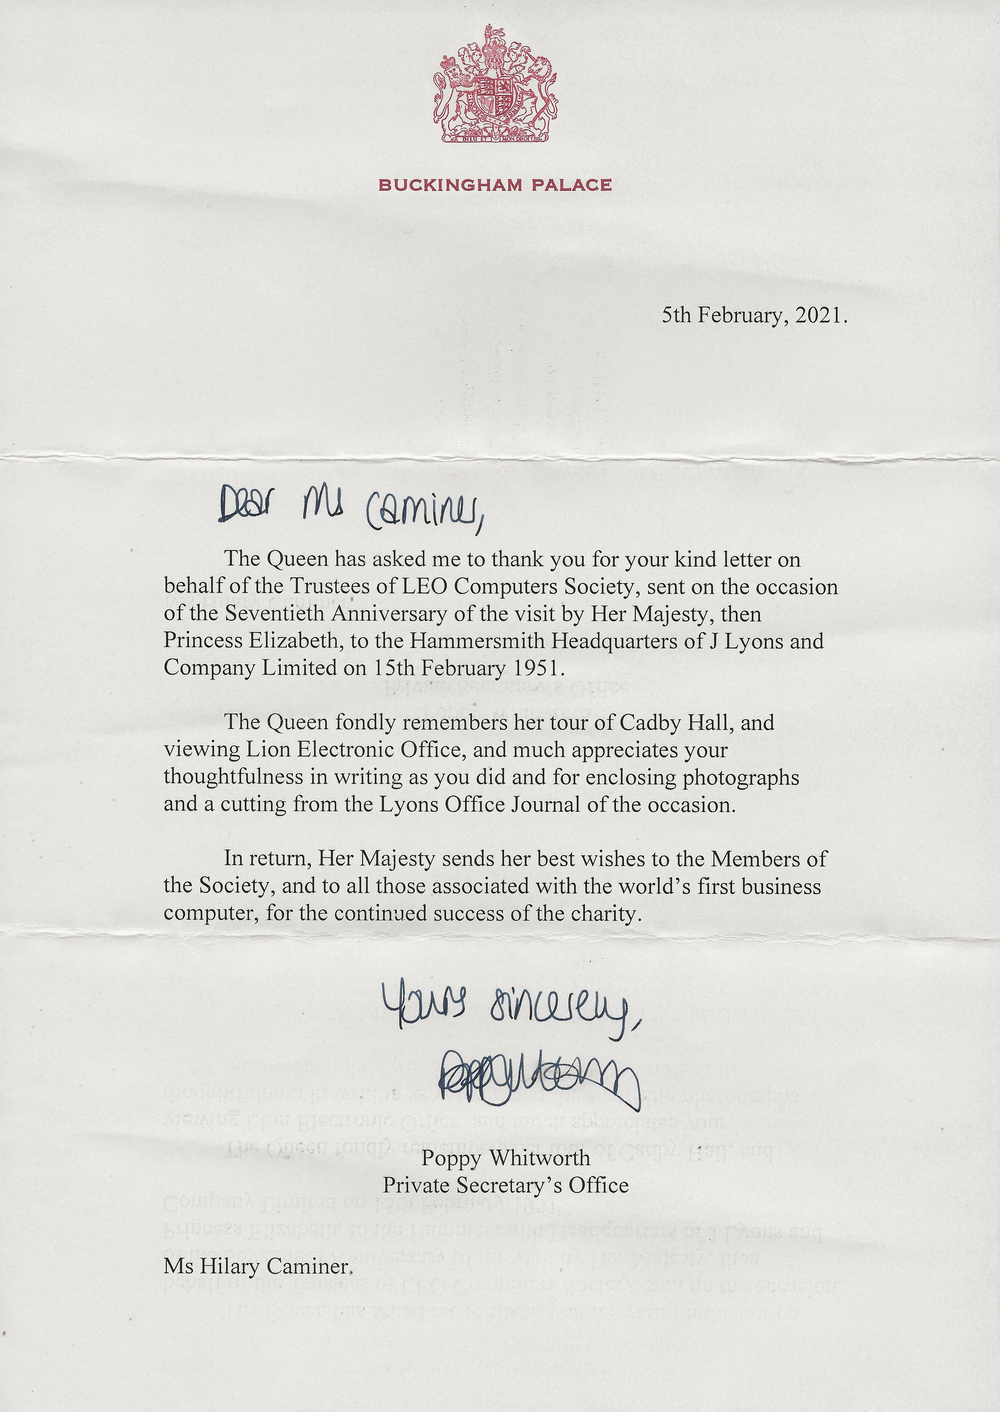 BUCKINGHAM PALACE
5th February, 2021.
Dear Ms Caminer,
The Queen has asked me to thank you for your kind letter on
behalf of the Trustees of LEO Computers Society, sent on the occasion
of the Seventieth Anniversary of the visit by Her Majesty, then
Princess Elizabeth, to the Hammersmith Headquarters of J Lyons and
Company Limited on 15th February 1951.
The Queen fondly remembers her tour of Cadby Hall, and
viewing Lion Electronic Office, and much appreciates your
thoughtfulness in writing as you did and for enclosing photographs
and a cutting from the Lyons Office Journal of the occasion.
In return, Her Majesty sends her best wishes to the Members of
the Society, and to all those associated with the world’s first business
computer, for the continued success of the charity.
Yours sincerely,
Poppy Whitworth
Private Secretary’s Office
Ms Hilary Caminer.